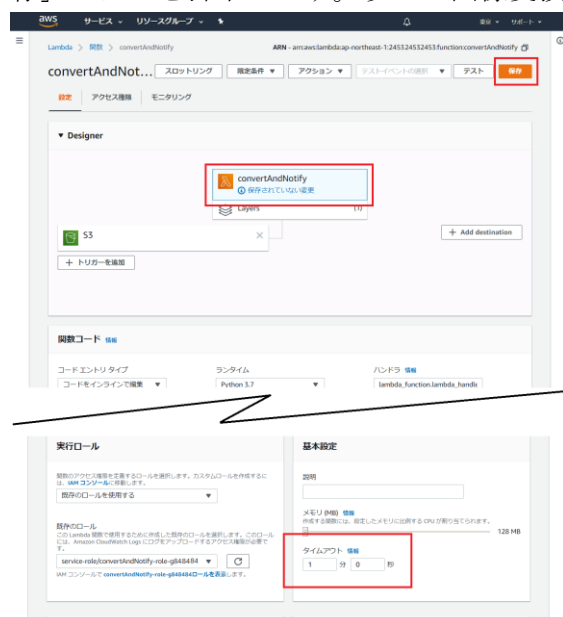 aws サービス リソースグループ 東京 サポート
Lambda > 関数 > convertAndNotify ARN - arn:aws:lambda:ap-northeast-1:245324532453:function:convertAndNotify
convertAndNot... スロットリング 限定条件 アクション テストイベントの選択 テスト 保存
設定 アクセス権限 モニタリング
Designer
convertAndNotify
保存されていない変更
Layers (1)
S3
+ Add destination
+ トリガーを追加
関数コード 情報
コード エントリ タイプ ランタイム ハンドラ 情報
コードをインラインで編集 Python 3.7 lambda_function.lambda_handle
実行ロール 基本設定
関数のアクセス権限を定義するロールを選択します。カスタムロールを作成するに
は、IAM コンソールに移動します。
説明
既存のロールを使用する
メモリ (MB) 情報
作成する関数には、設定したメモリに比例する CPU が割り当てられます。
128 MB
既存のロール
この Lambda 関数で使用するために作成した既存のロールを選択します。このロール
には、Amazon CloudWatch Logs にログをアップロードするアクセス権限が必要で
す。
タイムアウト 情報
service-role/convertAndNotify-role-g848484 1 分 0 秒
IAM コンソールで convertAndNotify-role-g848484ロールを表示します。